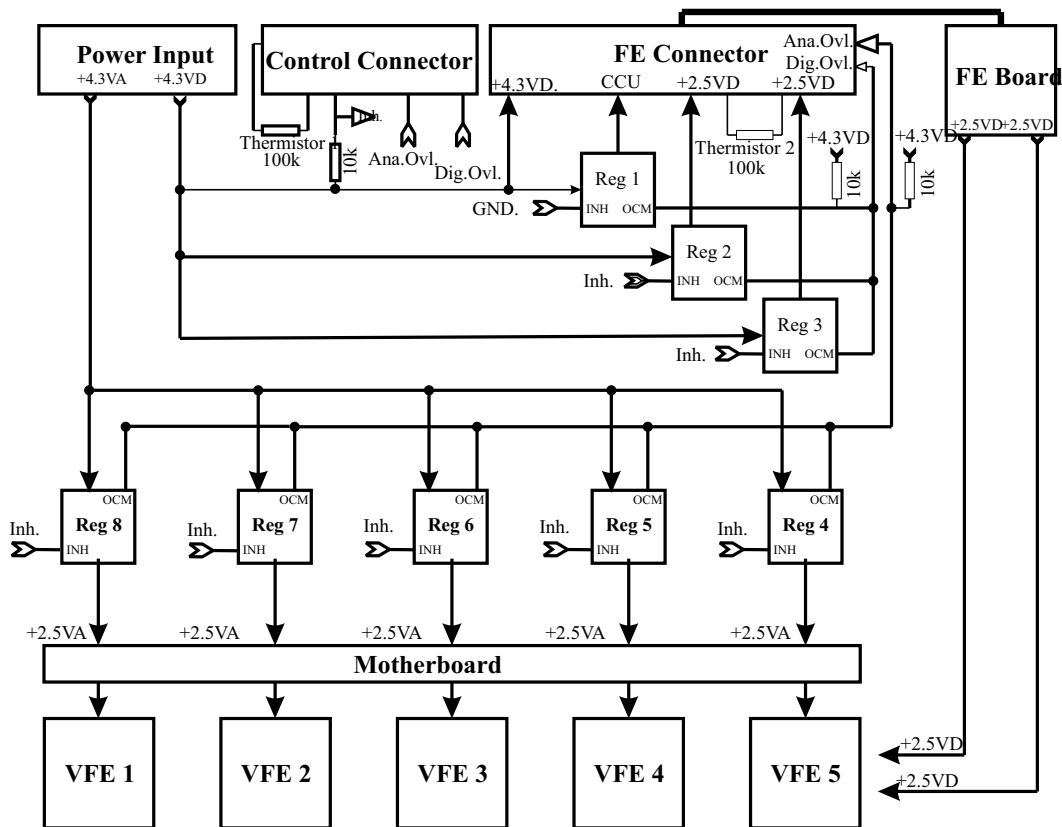 Power Input
+4.3VA
+4.3VD
Control Connector
FE Connector
Ana.Ovl.
Dig.Ovl.
+4.3VD.
CCU
+2.5VD
+2.5VD
FE Board
+2.5VD
+2.5VD
Inh.
Thermistor 1
100k
10k
Ana.Ovl.
Dig.Ovl.
Thermistor 2
100k
+4.3VD
+4.3VD
10k
10k
Reg 1
GND.
INH
OCM
Reg 2
Inh.
INH
OCM
Reg 3
Inh.
INH
OCM
OCM
OCM
OCM
OCM
OCM
Inh.
Reg 8
Inh.
Reg 7
Inh.
Reg 6
Inh.
Reg 5
Inh.
Reg 4
INH
INH
INH
INH
INH
+2.5VA
+2.5VA
+2.5VA
+2.5VA
+2.5VA
Motherboard
VFE 1
VFE 2
VFE 3
VFE 4
VFE 5
+2.5VD
+2.5VD